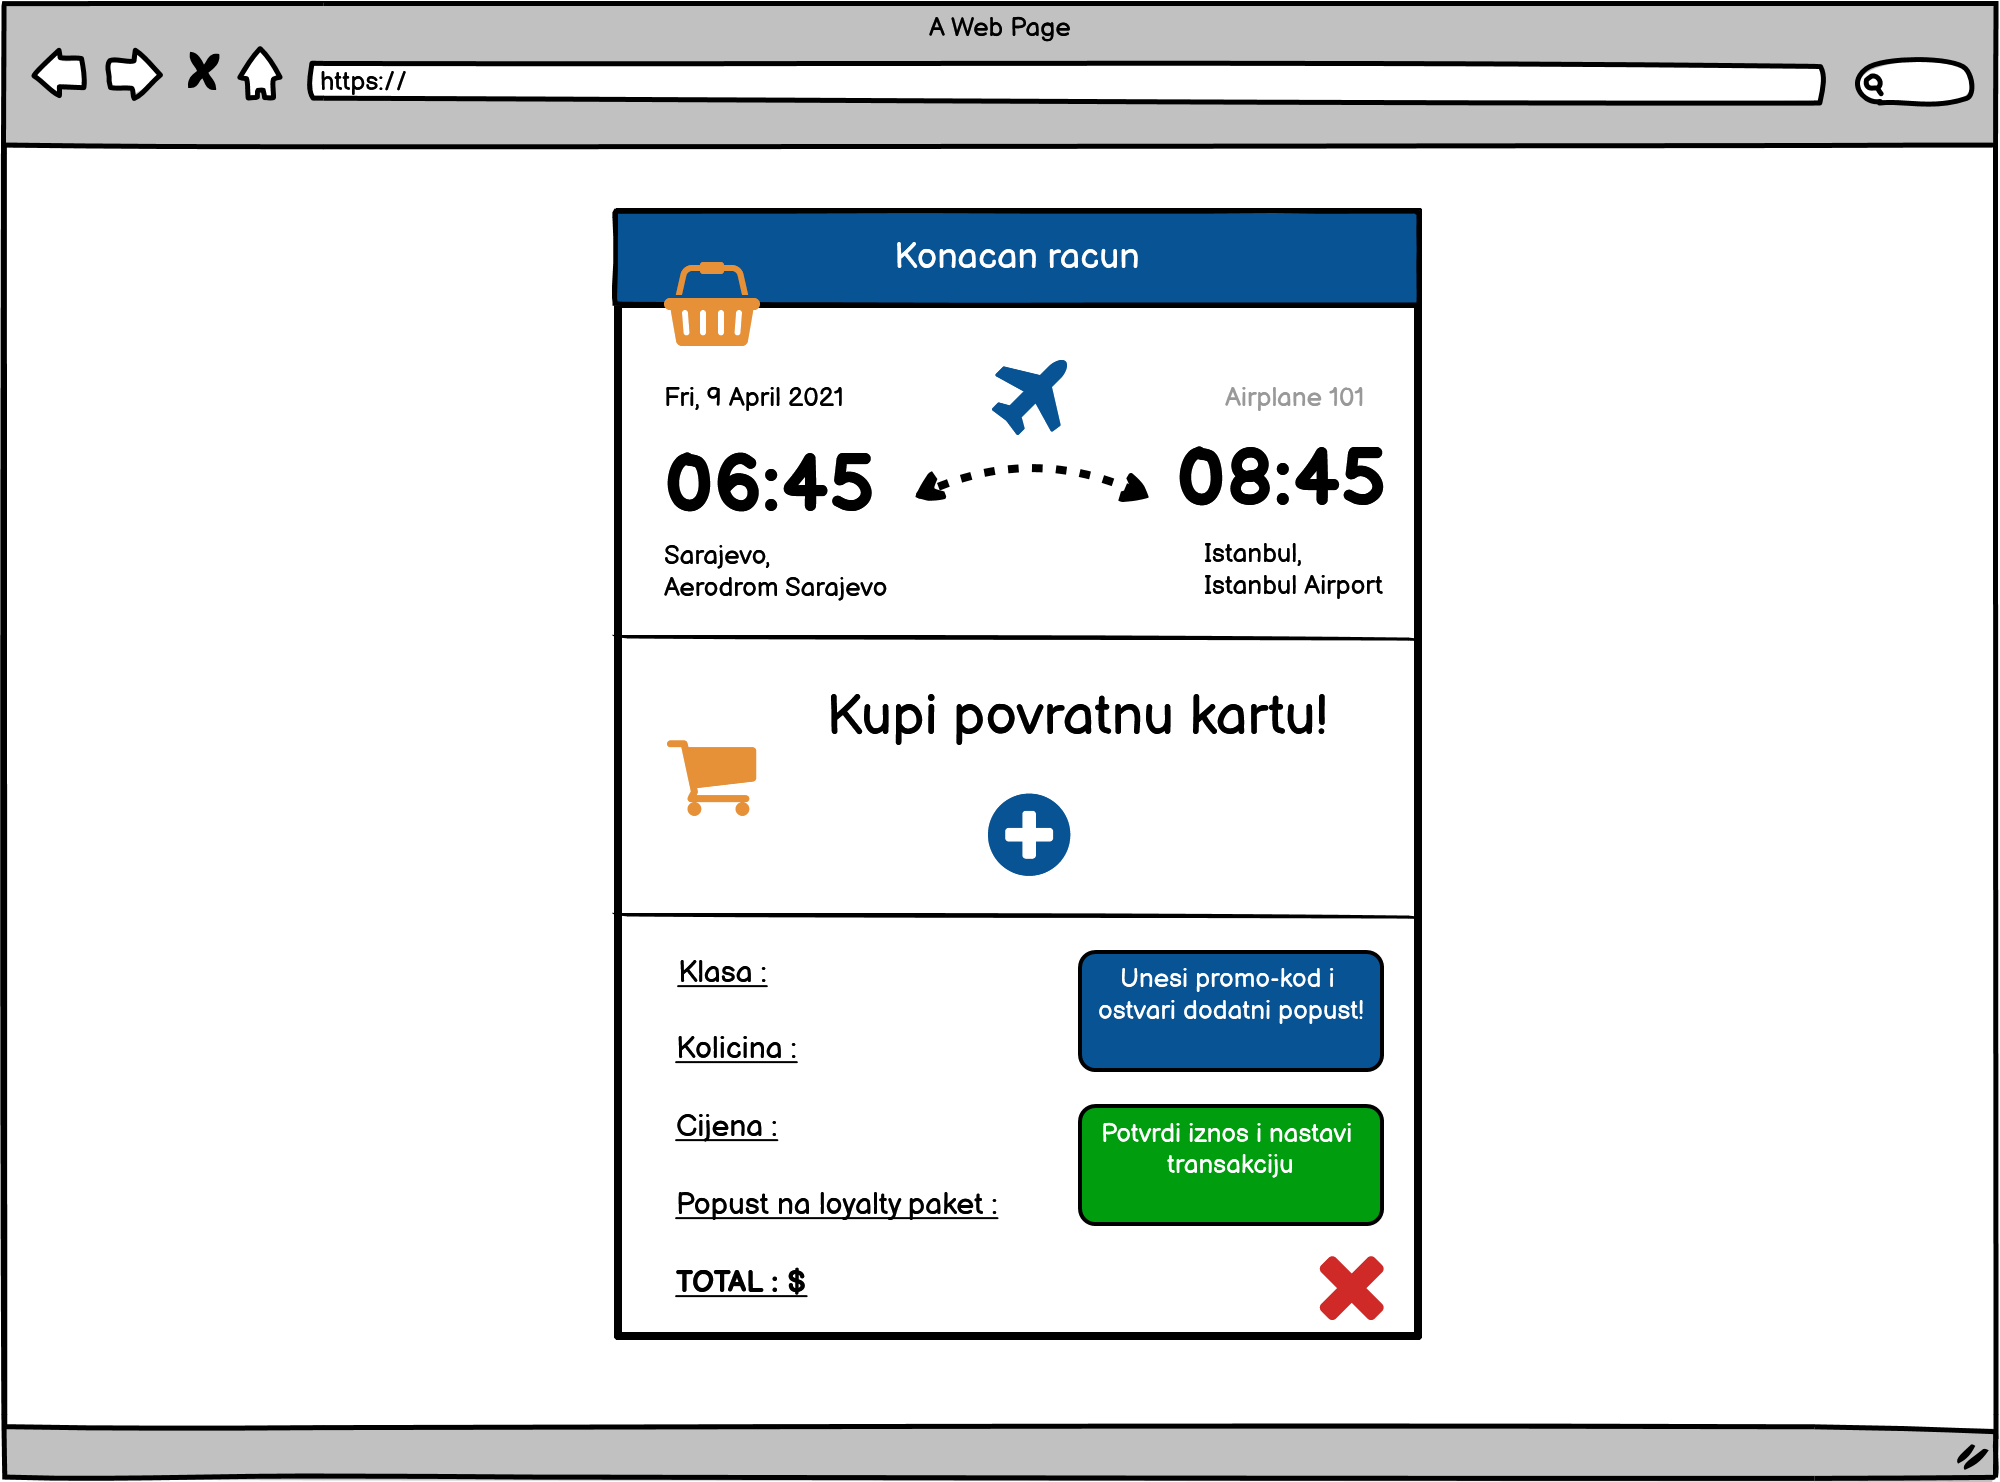 A Web Page
https://
Konacan racun
Fri, 9 April 2021
Airplane 101
06:45
08:45
Sarajevo,
Aerodrom Sarajevo
Istanbul,
Istanbul Airport
Kupi povratnu kartu!
Klasa :
Unesi promo-kod i
ostvari dodatni popust!
Kolicina :
Cijena :
Potvrdi iznos i nastavi
transakciju
Popust na loyalty paket :
TOTAL : $